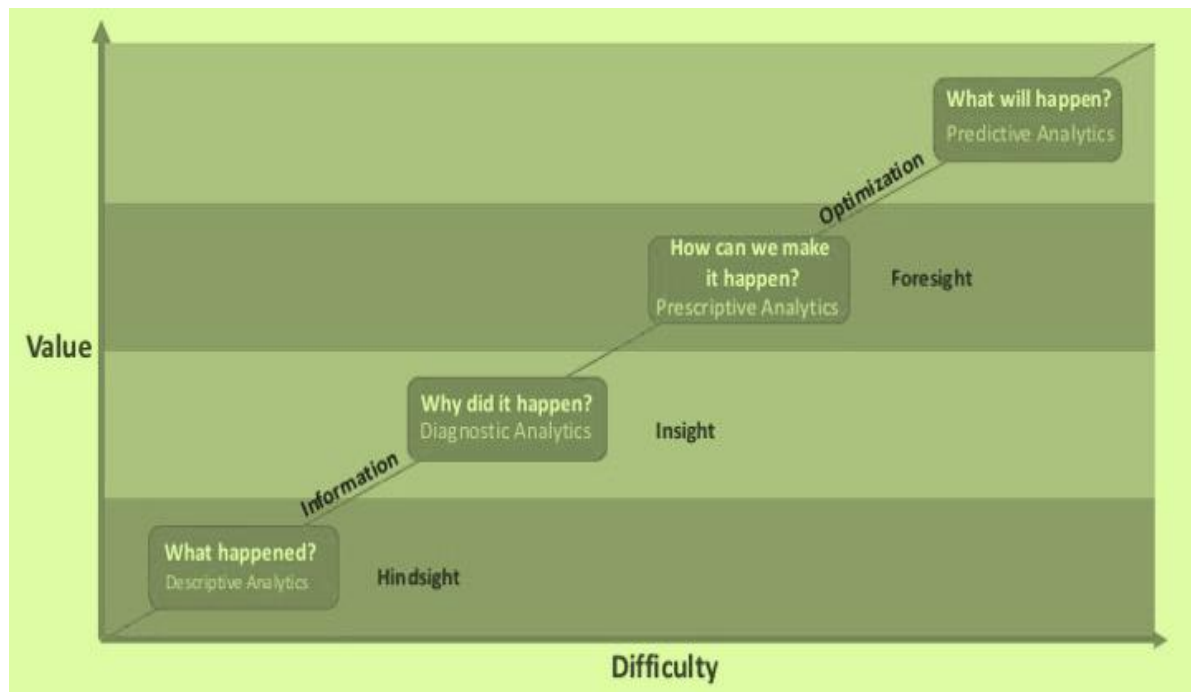 What will happen?
Predictive Analytics
Optimization
How can we make
it happen?
Prescriptive Analytics
Foresight
Value
Why did it happen?
Diagnostic Analytics
Insight
Information
What happened?
Descriptive Analytics
Hindsight
Difficulty